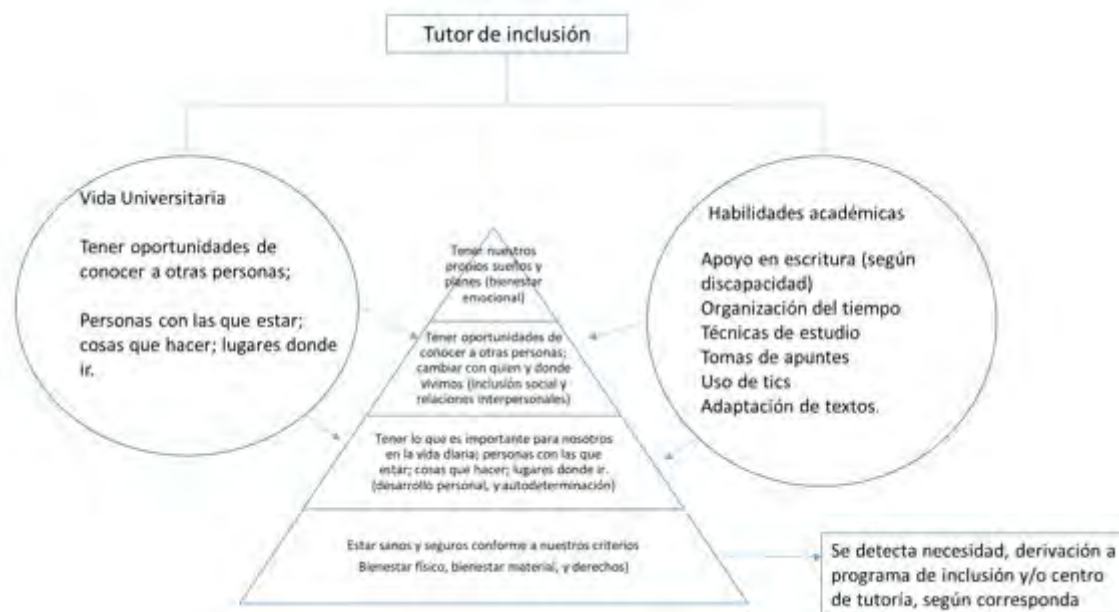 Tutor de inclusión
Vida Universitaria
Tener oportunidades de
conocer a otras personas;
Personas con las que estar;
cosas que hacer; lugares donde
ir.
Tener nuestros
propios sueños y
planes (bienestar
emocional)
Tener oportunidades de
conocer a otras personas;
cambiar con quien y donde
vivimos (inclusión social y
relaciones interpersonales)
Tener lo que es importante para nosotros
en la vida diaria; personas con las que
estar; cosas que hacer; lugares donde ir.
(desarrollo personal, y autodeterminación)
Estar sanos y seguros conforme a nuestros criterios
Bienestar físico, bienestar material, y derechos)
Habilidades académicas
Apoyo en escritura (según
discapacidad)
Organización del tiempo
Técnicas de estudio
Tomas de apuntes
Uso de tics
Adaptación de textos.
Se detecta necesidad, derivación a
programa de inclusión y/o centro
de tutoría, según corresponda